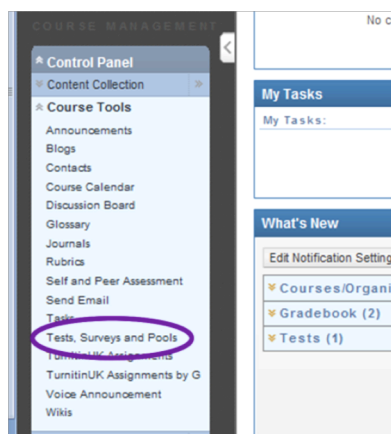 COURSE MANAGEMENT
Control Panel
Content Collection
Course Tools
Announcements
Blogs
Contacts
Course Calendar
Discussion Board
Glossary
Journals
Rubrics
Self and Peer Assessment
Send Email
Tasks
Tests, Surveys and Pools
TurnitinUK Assignments
TurnitinUK Assignments by G
Voice Announcement
Wikis
No c
My Tasks
My Tasks:
What's New
Edit Notification Setting
Courses/Organi
Gradebook (2)
Tests (1)